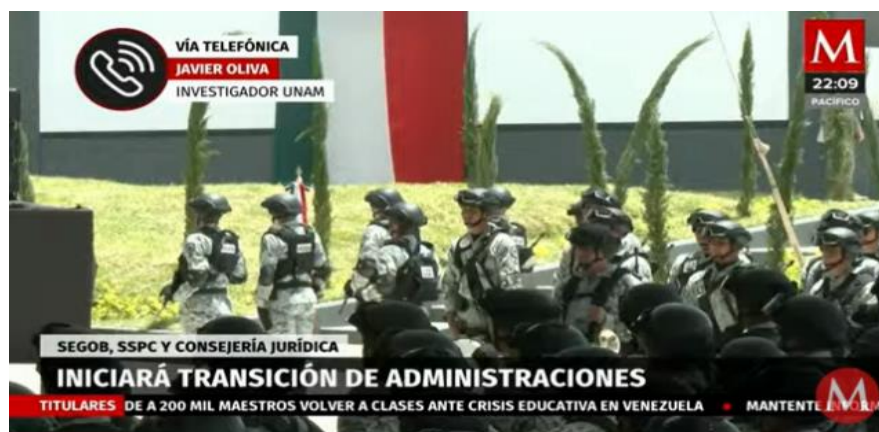 VÍA TELEFÓNICA
JAVIER OLIVA
INVESTIGADOR UNAM
M
22:09
PACÍFICO
SEGOB, SSPC Y CONSEJERÍA JURÍDICA
INICIARÁ TRANSICIÓN DE ADMINISTRACIONES
TITULARES DE A 200 MIL MAESTROS VOLVER A CLASES ANTE CRISIS EDUCATIVA EN VENEZUELA • MANTENTE
M